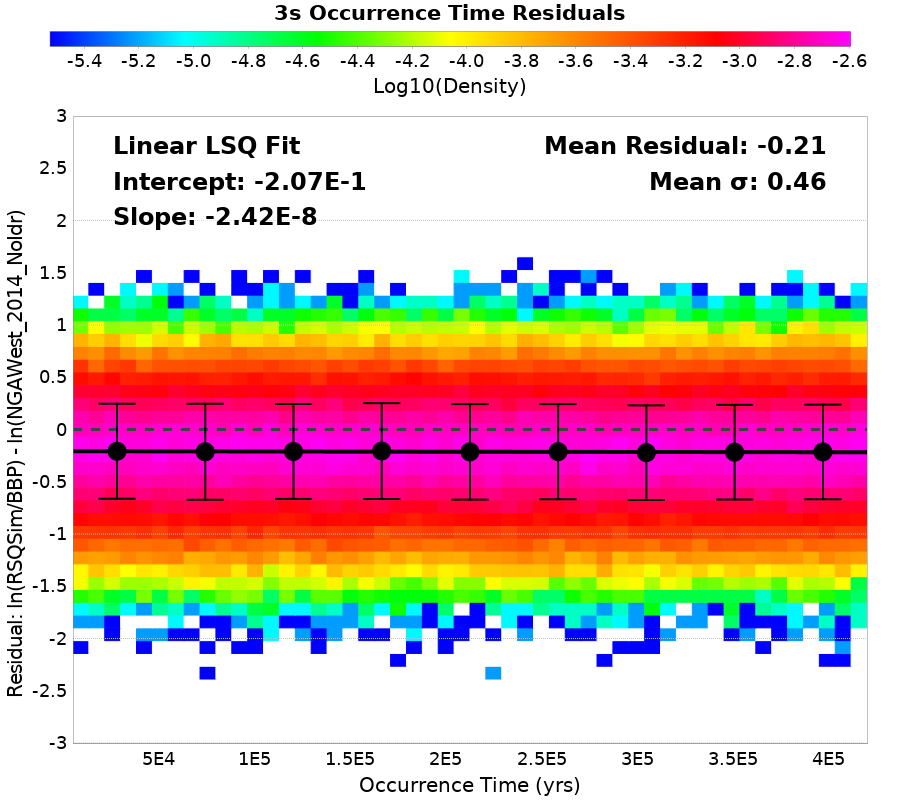 3s Occurrence Time Residuals
-5.4 -5.2 -5.0 -4.8 -4.6 -4.4 -4.2 -4.0 -3.8 -3.6 -3.4 -3.2 -3.0 -2.8 -2.6
Log10(Density)
Linear LSQ Fit
Intercept: -2.07E-1
Slope: -2.42E-8
Mean Residual: -0.21
Mean σ: 0.46
Residual: ln(RSQSim/BBP) - ln(NGAWest_2014_NoIdr)
3
2.5
2
1.5
1
0.5
0
-0.5
-1
-1.5
-2
-2.5
-3
5E4 1E5 1.5E5 2E5 2.5E5 3E5 3.5E5 4E5
Occurrence Time (yrs)